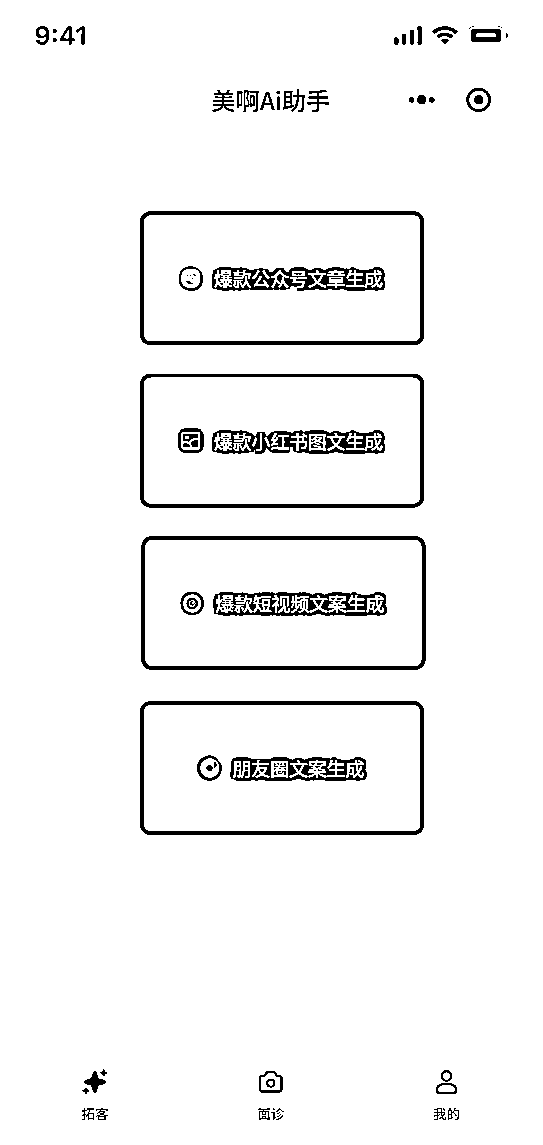 9:41
美啊Ai助手
爆款公众号文章生成
爆款小红书图文生成
爆款短视频文案生成
朋友圈文案生成
拓客 面诊 我的